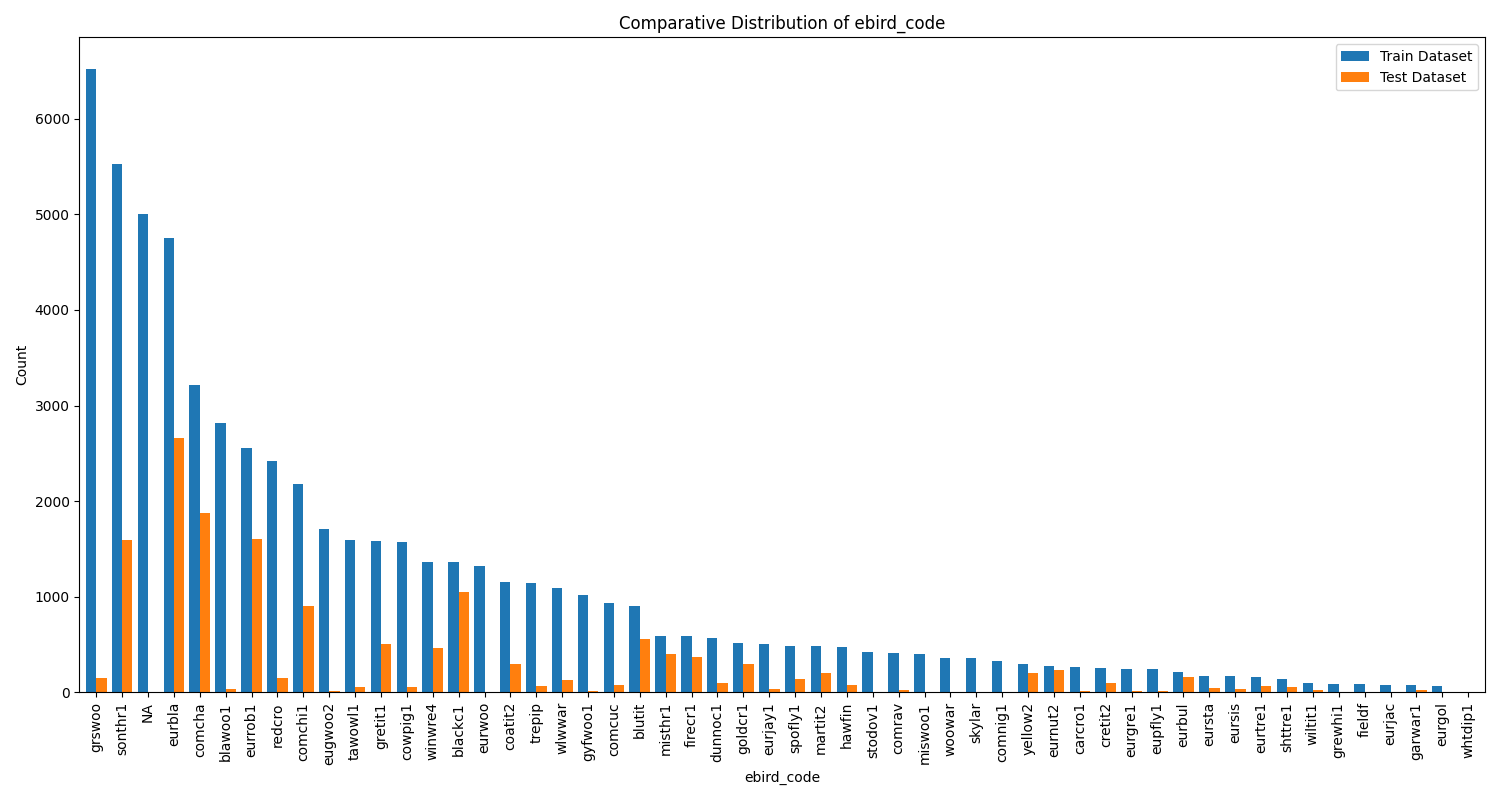 Comparative Distribution of ebird_code
Train Dataset
Test Dataset
Count
6000
5000
4000
3000
2000
1000
0
grswoo
sonthr1
NA
eurbla
comcha
blawoo1
eurrob1
redcro
comchi1
eugwoo2
tawowl1
gretit1
cowpig1
winwre4
blackc1
eurwoo
coatit2
trepip
wlwwar
gyfwoo1
comcuc
blutit
misthr1
firecr1
dunnoc1
goldcr1
eurjay1
spofly1
martit2
hawfin
stodov1
comrav
miswoo1
woowar
skylar
comnig1
yellow2
eurnut2
carcro1
cretit2
eurgre1
eupfly1
eurbul
eursta
eursis
eurtre1
shttre1
wiltit1
grewhi1
fieldf
eurjac
garwar1
eurgol
whtdip1
ebird_code